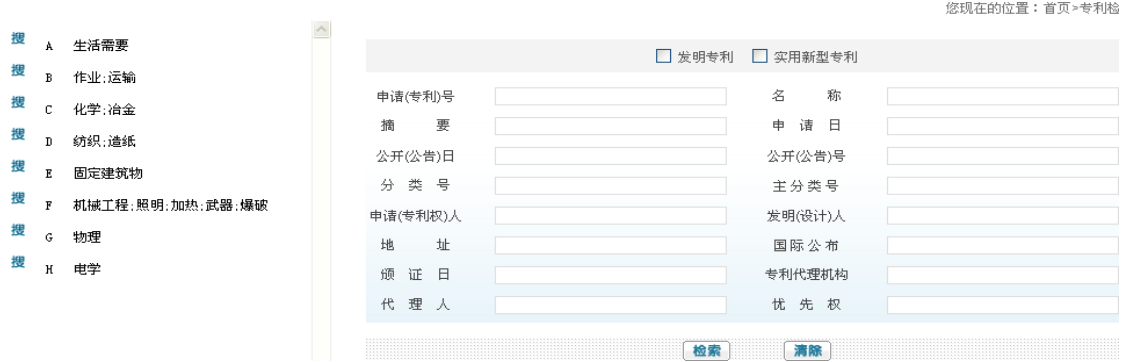 您现在的位置：首页>专利检
搜 A 生活需要
搜 B 作业;运输
搜 C 化学;冶金
搜 D 纺织;造纸
搜 E 固定建筑物
搜 F 机械工程;照明;加热;武器;爆破
搜 G 物理
搜 H 电学
发明专利 实用新型专利
申请(专利)号 名 称
摘 要 申 请 日
公开(公告)日 公开(公告)号
分 类 号 主分类号
申请(专利权)人 发明(设计)人
地 址 国际公布
颁 证 日 专利代理机构
代 理 人 优 先 权
检索 清除